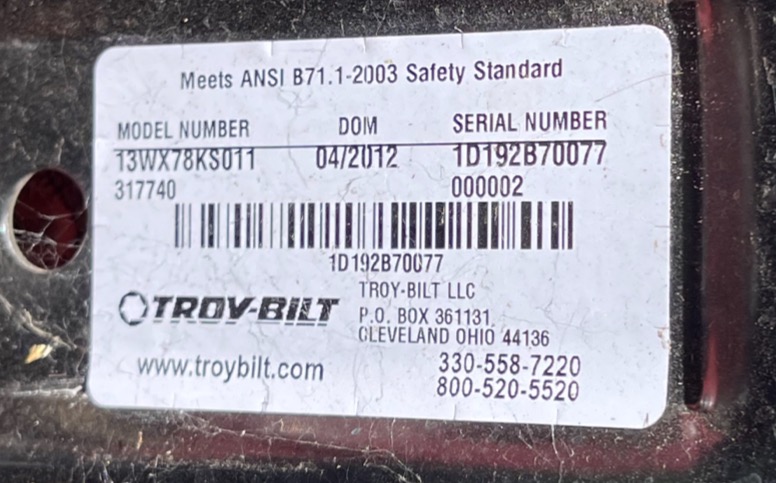 Meets ANSI B71.1-2003 Safety Standard
MODEL NUMBER DOM SERIAL NUMBER
13WX78KS011 04/2012 1D192B70077
317740 000002
1D192B70077
TROY-BILT
TROY-BILT LLC
P.O. BOX 361131
CLEVELAND OHIO 44136
www.troybilt.com
330-558-7220
800-520-5520